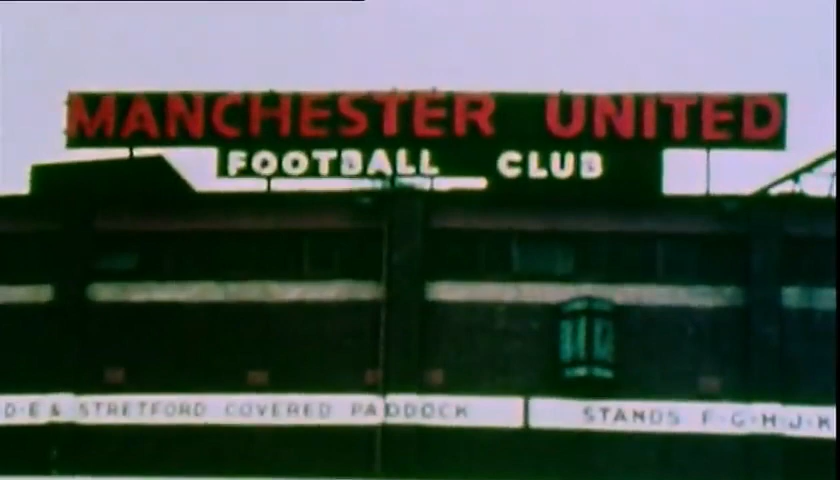 MANCHESTER UNITED
FOOTBALL CLUB
D·E & STRETFORD COVERED PADDOCK
STANDS F·G·H·J·K